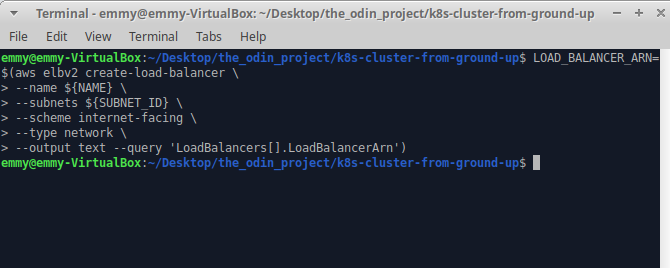 Terminal - emmy@emmy-VirtualBox: ~/Desktop/the_odin_project/k8s-cluster-from-ground-up
File Edit View Terminal Tabs Help
emmy@emmy-VirtualBox:~/Desktop/the_odin_project/k8s-cluster-from-ground-up$ LOAD_BALANCER_ARN=
$(aws elbv2 create-load-balancer \
> --name ${NAME} \
> --subnets ${SUBNET_ID} \
> --scheme internet-facing \
> --type network \
> --output text --query 'LoadBalancers[].LoadBalancerArn')
emmy@emmy-VirtualBox:~/Desktop/the_odin_project/k8s-cluster-from-ground-up$